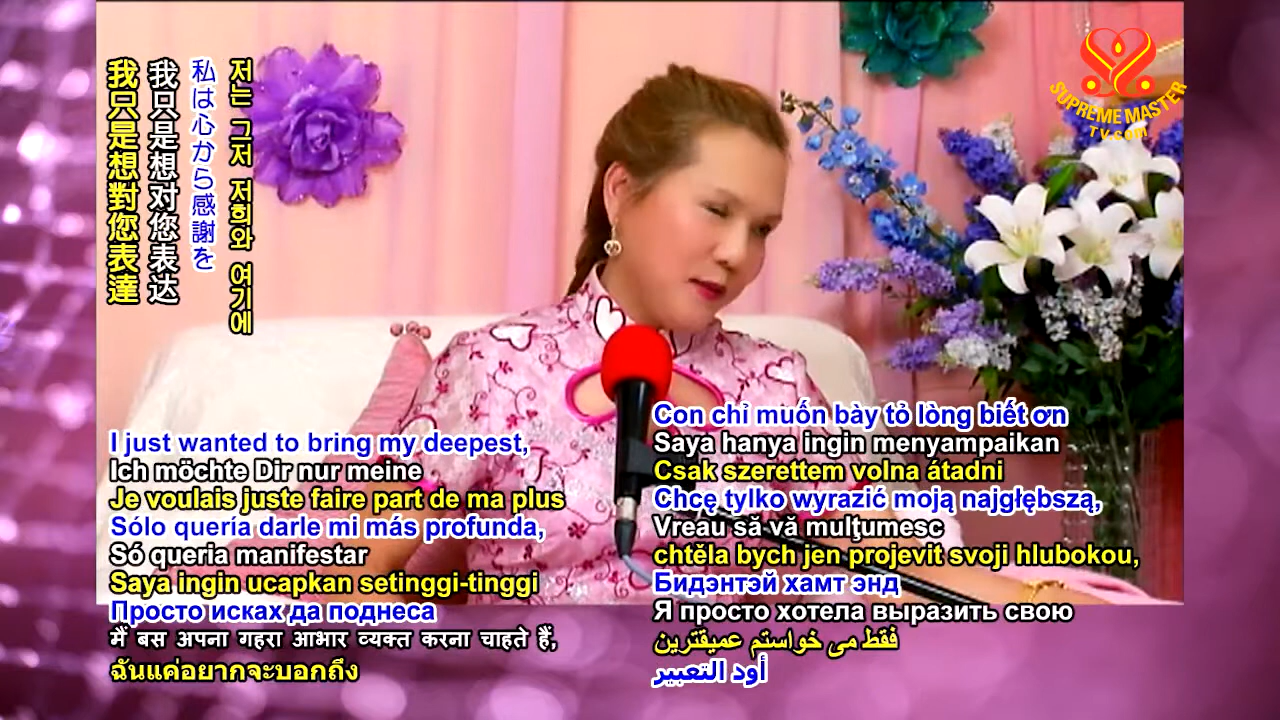 我只是想對您表達
我只是想对您表达
私は心から感謝を
저는 그저 저희와 여기에
SUPREME MASTER
TV.com
I just wanted to bring my deepest,
Ich möchte Dir nur meine
Je voulais juste faire part de ma plus
Sólo quería darle mi más profunda,
Só queria manifestar
Saya ingin ucapkan setinggi-tinggi
Просто исках да поднеса
मैं बस अपना गहरा आभार व्यक्त करना चाहते हैं,
ฉันแค่อยากจะบอกถึง
Con chỉ muốn bày tỏ lòng biết ơn
Saya hanya ingin menyampaikan
Csak szerettem volna átadni
Chcę tylko wyrazić moją najgłębszą,
Vreau să vă mulţumesc
chtěla bych jen projevit svoji hlubokou,
Бидэнтэй хамт энд
Я просто хотела выразить свою
فقط می خواستم عمیقترین
أود التعبير